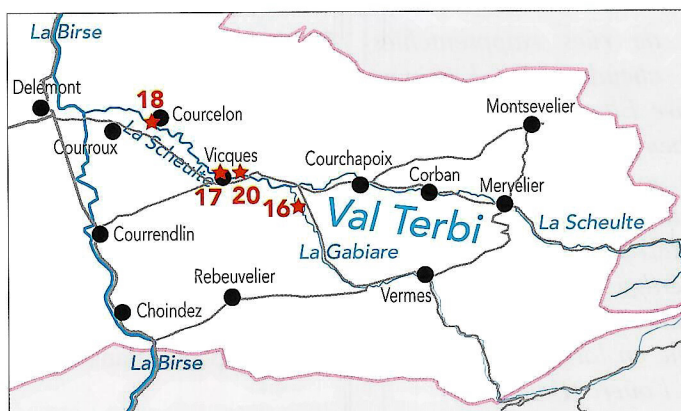 La Birse
Delémont
18
Courcelon
Montsevelier
Courroux
La Scheulte
Vicques
Courchapoix
Corban
Mervelier
17
20
16
Val Terbi
La Scheulte
Courrendlin
La Gabiare
Rebeuvelier
Vermes
Choindez
La Birse